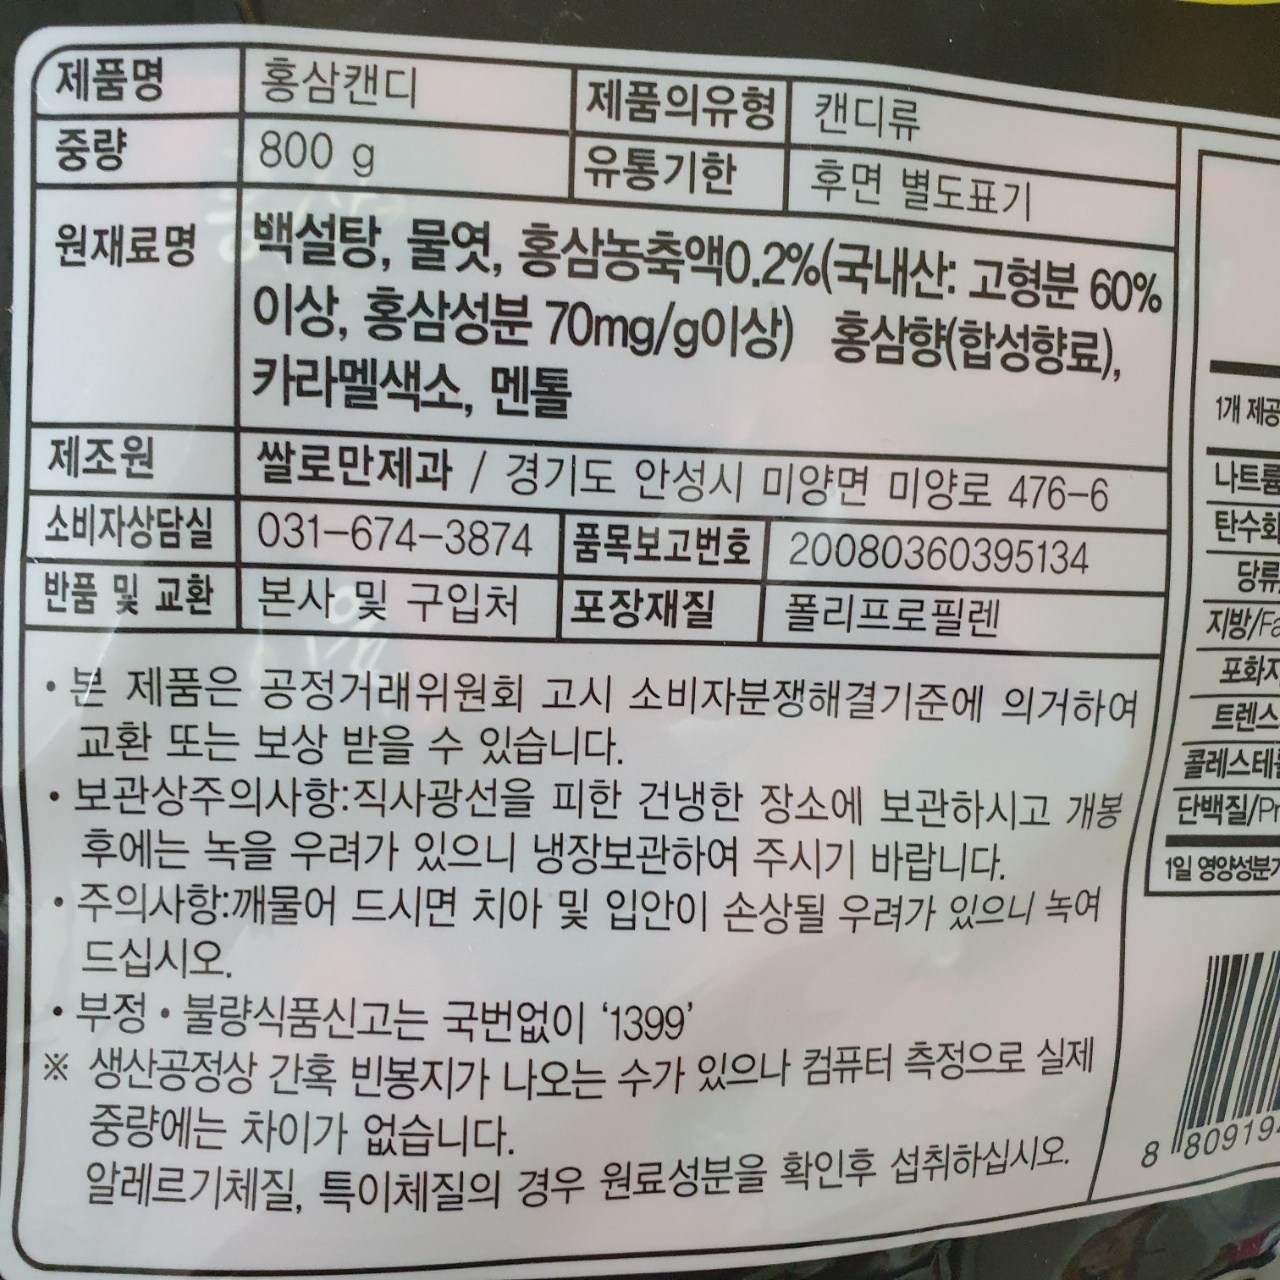 제품명 홍삼캔디 제품의유형 캔디류
중량 800 g 유통기한 후면 별도표기
원재료명 백설탕, 물엿, 홍삼농축액0.2%(국내산: 고형분 60%
이상, 홍삼성분 70mg/g이상) 홍삼향(합성향료),
카라멜색소, 멘톨
제조원 쌀로만제과 / 경기도 안성시 미양면 미양로 476-6
소비자상담실 031-674-3874 품목보고번호 20080360395134
반품 및 교환 본사 및 구입처 포장재질 폴리프로필렌
• 본 제품은 공정거래위원회 고시 소비자분쟁해결기준에 의거하여
교환 또는 보상 받을 수 있습니다.
• 보관상주의사항:직사광선을 피한 건냉한 장소에 보관하시고 개봉
후에는 녹을 우려가 있으니 냉장보관하여 주시기 바랍니다.
• 주의사항:깨물어 드시면 치아 및 입안이 손상될 우려가 있으니 녹여
드십시오.
• 부정•불량식품신고는 국번없이 '1399'
※ 생산공정상 간혹 빈봉지가 나오는 수가 있으나 컴퓨터 측정으로 실제
중량에는 차이가 없습니다.
알레르기체질, 특이체질의 경우 원료성분을 확인후 섭취하십시오.
1개 제공
나트륨
탄수화
당류
지방/Fa
포화지
트렌스
콜레스테
단백질/Pr
1일 영양성분
8 80919